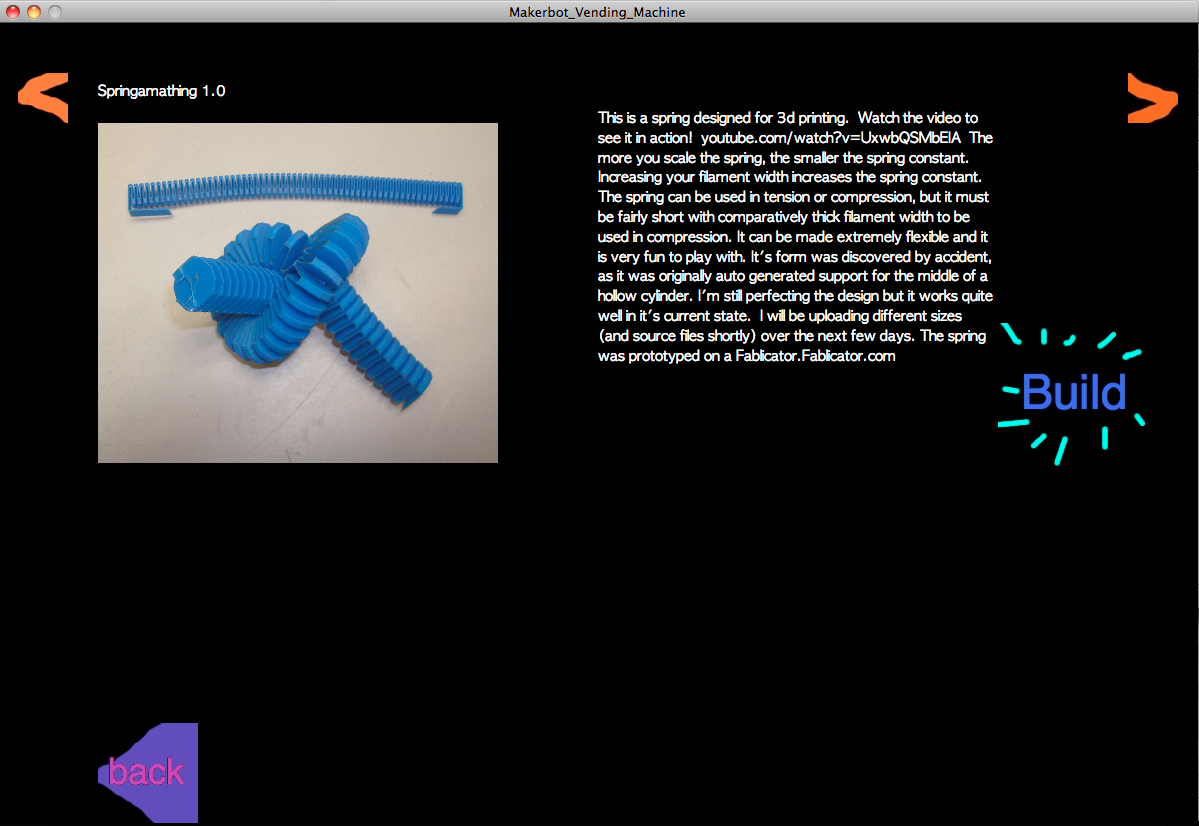 Makerbot_Vending_Machine
Springamathing 1.0
This is a spring designed for 3d printing.  Watch the video to
see it in action!  youtube.com/watch?v=UxwbQSMbElA  The
more you scale the spring, the smaller the spring constant.
Increasing your filament width increases the spring constant.
The spring can be used in tension or compression, but it must
be fairly short with comparatively thick filament width to be
used in compression. It can be made extremely flexible and it
is very fun to play with. It's form was discovered by accident,
as it was originally auto generated support for the middle of a
hollow cylinder. I'm still perfecting the design but it works quite
well in it's current state.  I will be uploading different sizes
(and source files shortly) over the next few days. The spring
was prototyped on a Fablicator.Fablicator.com
Build
back